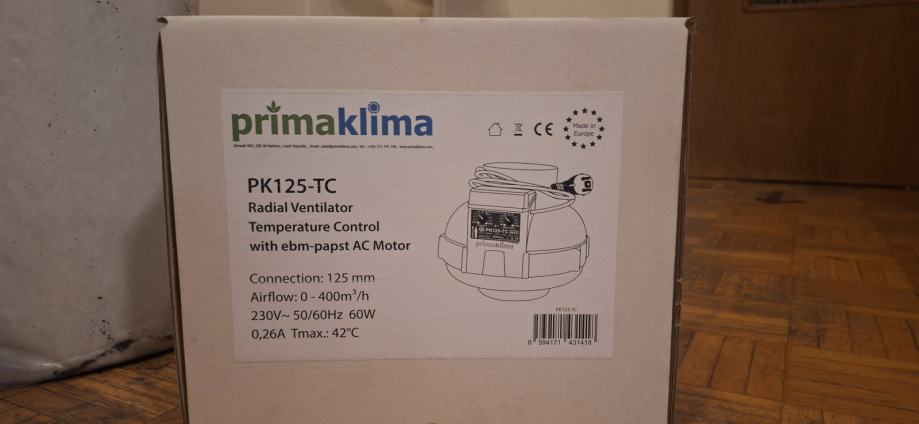 primaklima
Made in
Europe
PK125-TC
Radial Ventilator
Temperature Control
with ebm-papst AC Motor
Connection: 125 mm
Airflow: 0 - 400m³/h
230V~ 50/60Hz 60W
0,26A Tmax.: 42°C
PK125-TC
primaklima
PK125-TC
8 594171 431438